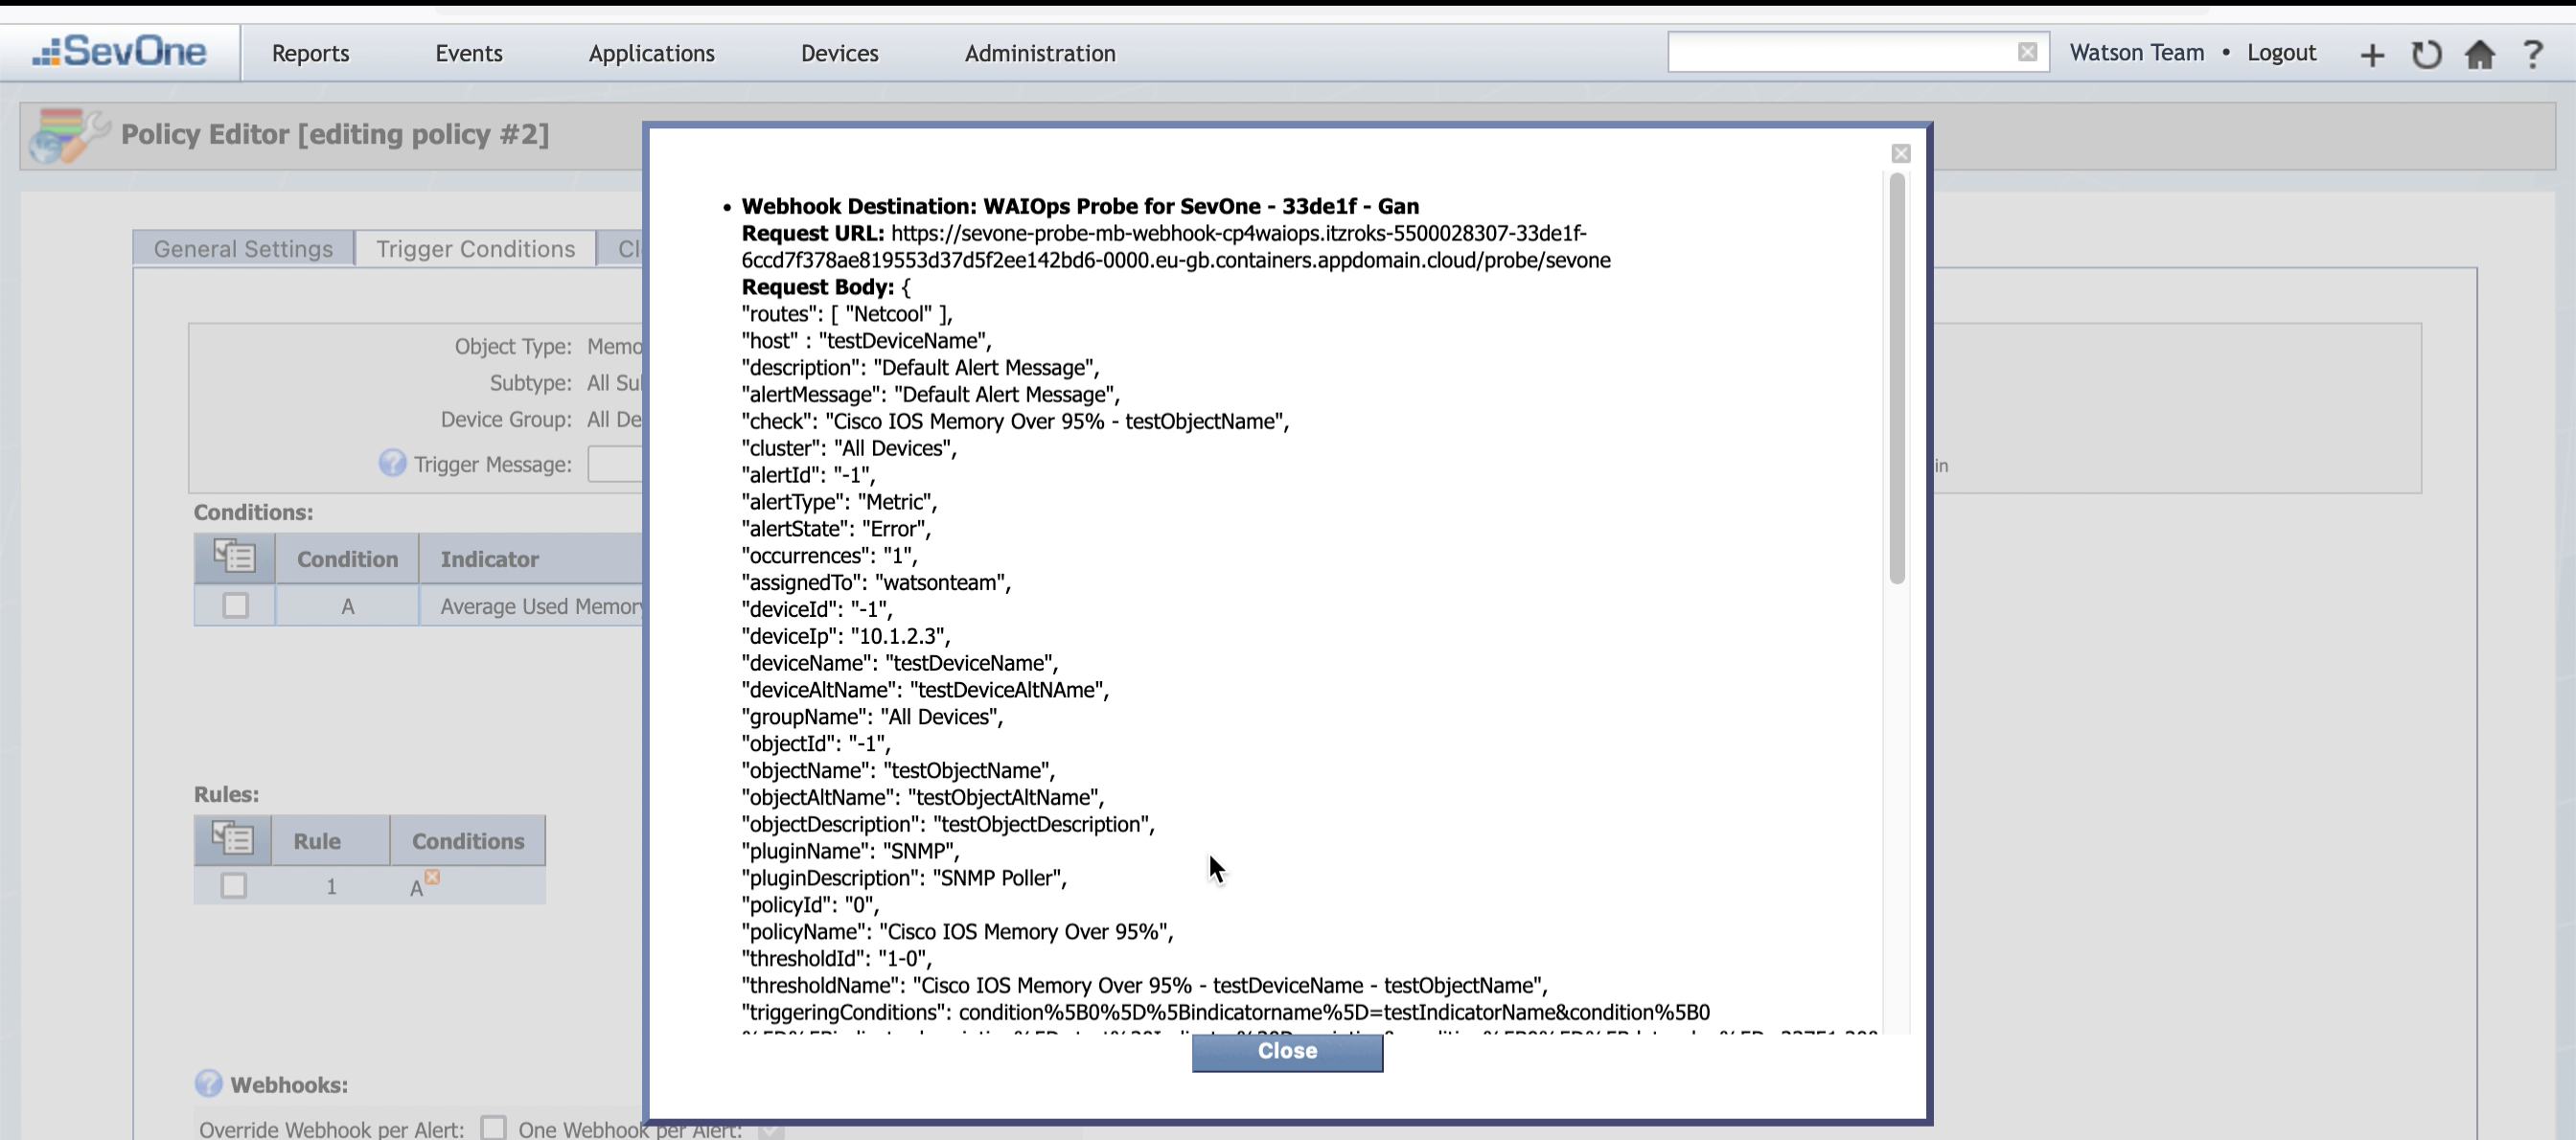 SevOne
Reports
Events
Applications
Devices
Administration
Watson Team • Logout
Policy Editor [editing policy #2]
General Settings
Trigger Conditions
Object Type:
Subtype:
Device Group:
Trigger Message:
in
Conditions:
Condition Indicator
A Average Used Memory
Rules:
Rule Conditions
1 A
Webhooks:
Override Webhook per Alert: One Webhook per Alert:
• Webhook Destination: WAIOps Probe for SevOne - 33de1f - Gan
Request URL: https://sevone-probe-mb-webhook-cp4waiops.itzroks-5500028307-33de1f-
6ccd7f378ae819553d37d5f2ee142bd6-0000.eu-gb.containers.appdomain.cloud/probe/sevone
Request Body: {
"routes": [ "Netcool" ],
"host" : "testDeviceName",
"description": "Default Alert Message",
"alertMessage": "Default Alert Message",
"check": "Cisco IOS Memory Over 95% - testObjectName",
"cluster": "All Devices",
"alertId": "-1",
"alertType": "Metric",
"alertState": "Error",
"occurrences": "1",
"assignedTo": "watsonteam",
"deviceId": "-1",
"deviceIp": "10.1.2.3",
"deviceName": "testDeviceName",
"deviceAltName": "testDeviceAltNAme",
"groupName": "All Devices",
"objectId": "-1",
"objectName": "testObjectName",
"objectAltName": "testObjectAltName",
"objectDescription": "testObjectDescription",
"pluginName": "SNMP",
"pluginDescription": "SNMP Poller",
"policyId": "0",
"policyName": "Cisco IOS Memory Over 95%",
"thresholdId": "1-0",
"thresholdName": "Cisco IOS Memory Over 95% - testDeviceName - testObjectName",
"triggeringConditions": condition%5B0%5D%5Bindicatorname%5D=testIndicatorName&condition%5B0
Close